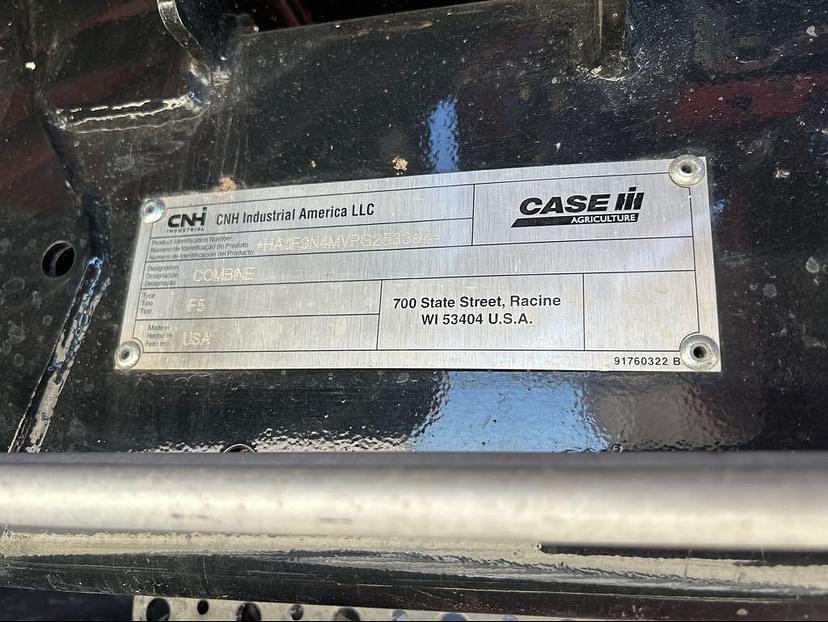 CNH
INDUSTRIAL
CNH Industrial America LLC
CASE IH
AGRICULTURE
Product Identification Number
Número de Identificação do Produto
Número de Identificación del Producto
Designation
Designación
Designação
COMBINE
Type
Tipo
Tipo
F5
700 State Street, Racine
WI 53404 U.S.A.
Made in
Hecho en
Feito em
USA
91760322 B